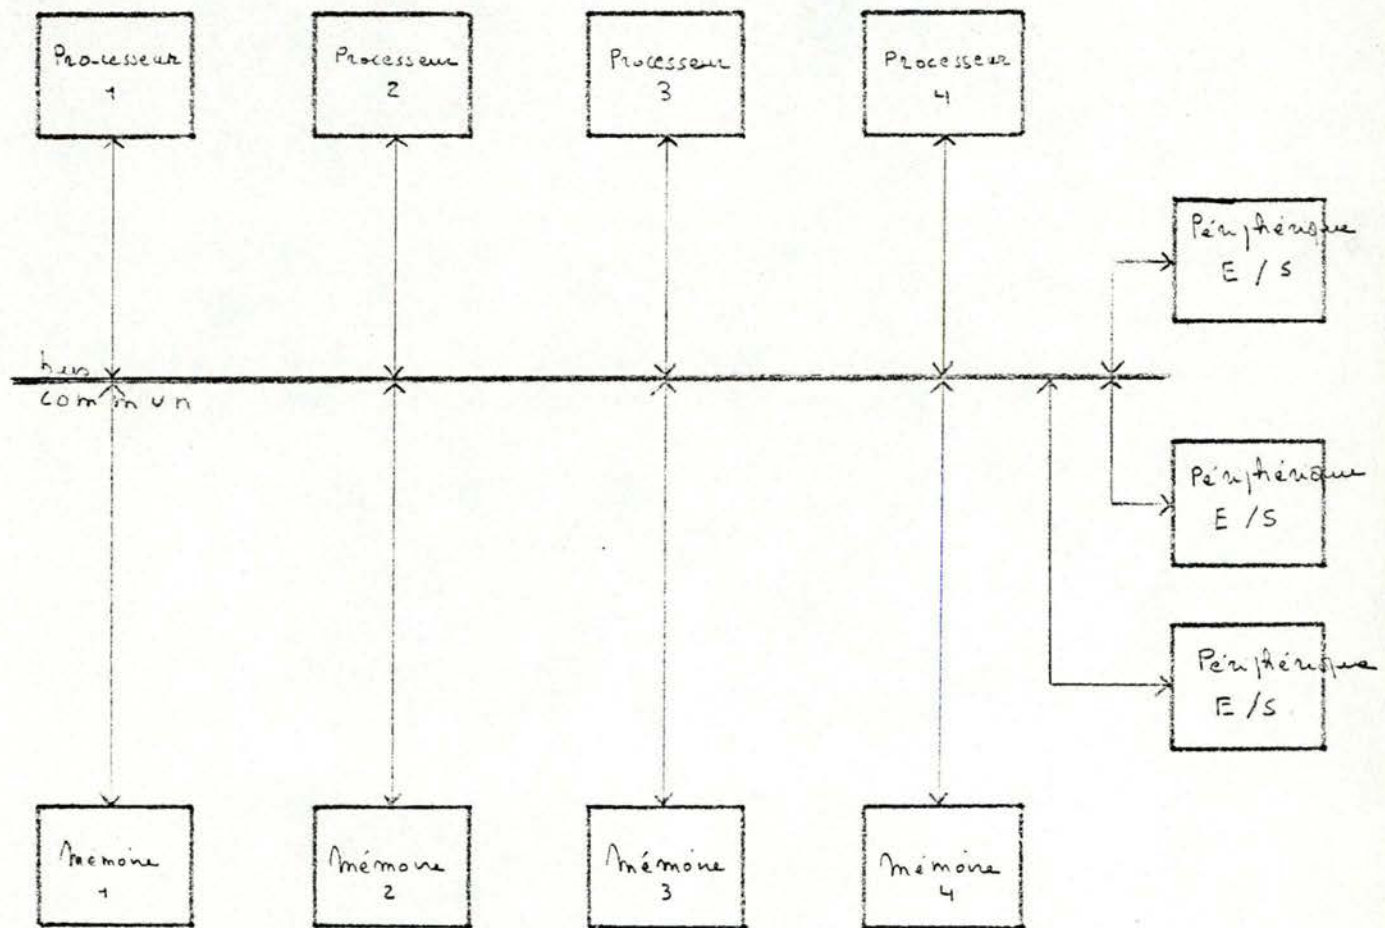 Processeur
1
Processeur
2
Processeur
3
Processeur
4
Périphérique
E / S
bus
commun
Périphérique
E / S
Périphérique
E / S
Mémoire
1
Mémoire
2
Mémoire
3
Mémoire
4